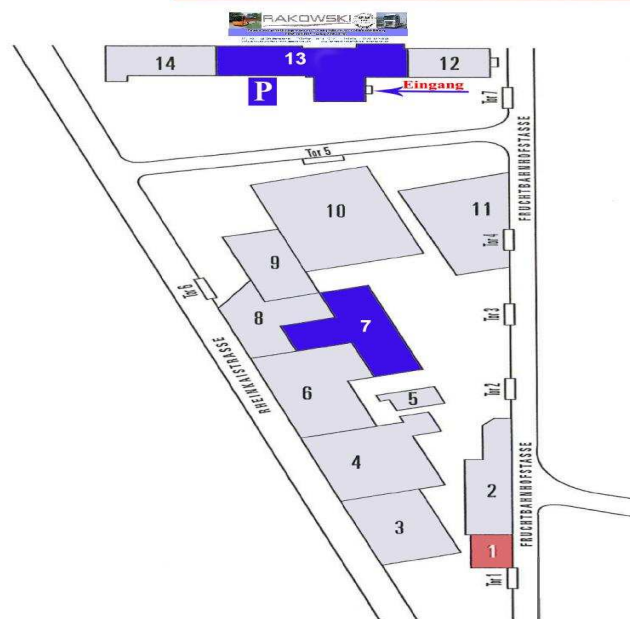 RAKOWSKI
14
13
12
P
Eingang
Tor 7
Tor 5
FRUCHTBAHNHOFSTASSE
10
11
9
Tor 4
Tor 6
8
7
Tor 3
RHEINKAISTRASSE
6
5
Tor 2
4
2
3
FRUCHTBAHNHOFSTASSE
1
Tor 1